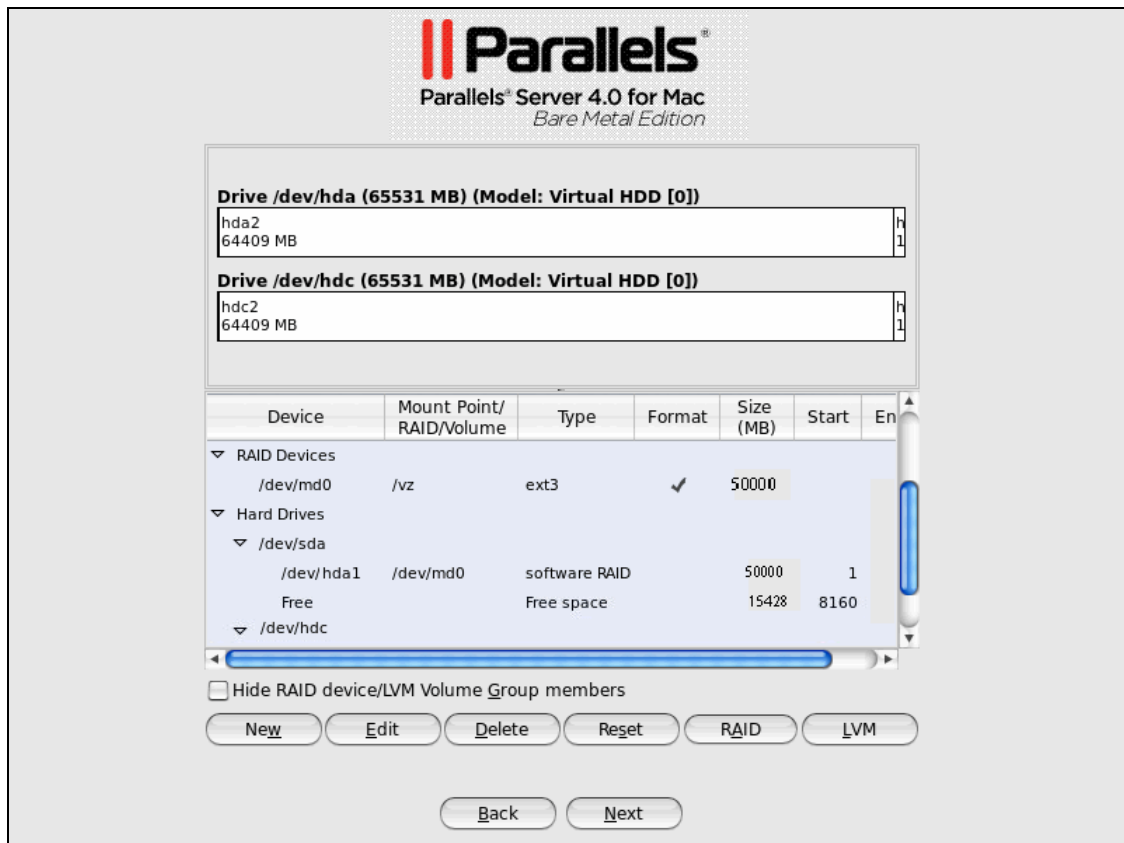 Parallels®
Parallels® Server 4.0 for Mac
Bare Metal Edition
Drive /dev/hda (65531 MB) (Model: Virtual HDD [0])
hda2 h
64409 MB 1
Drive /dev/hdc (65531 MB) (Model: Virtual HDD [0])
hdc2 h
64409 MB 1
Device Mount Point/ RAID/Volume Type Format Size (MB) Start En
RAID Devices
/dev/md0 /vz ext3 ✓ 50000
Hard Drives
/dev/sda
/dev/hda1 /dev/md0 software RAID 50000 1
Free Free space 15428 8160
/dev/hdc
Hide RAID device/LVM Volume Group members
New Edit Delete Reset RAID LVM
Back Next